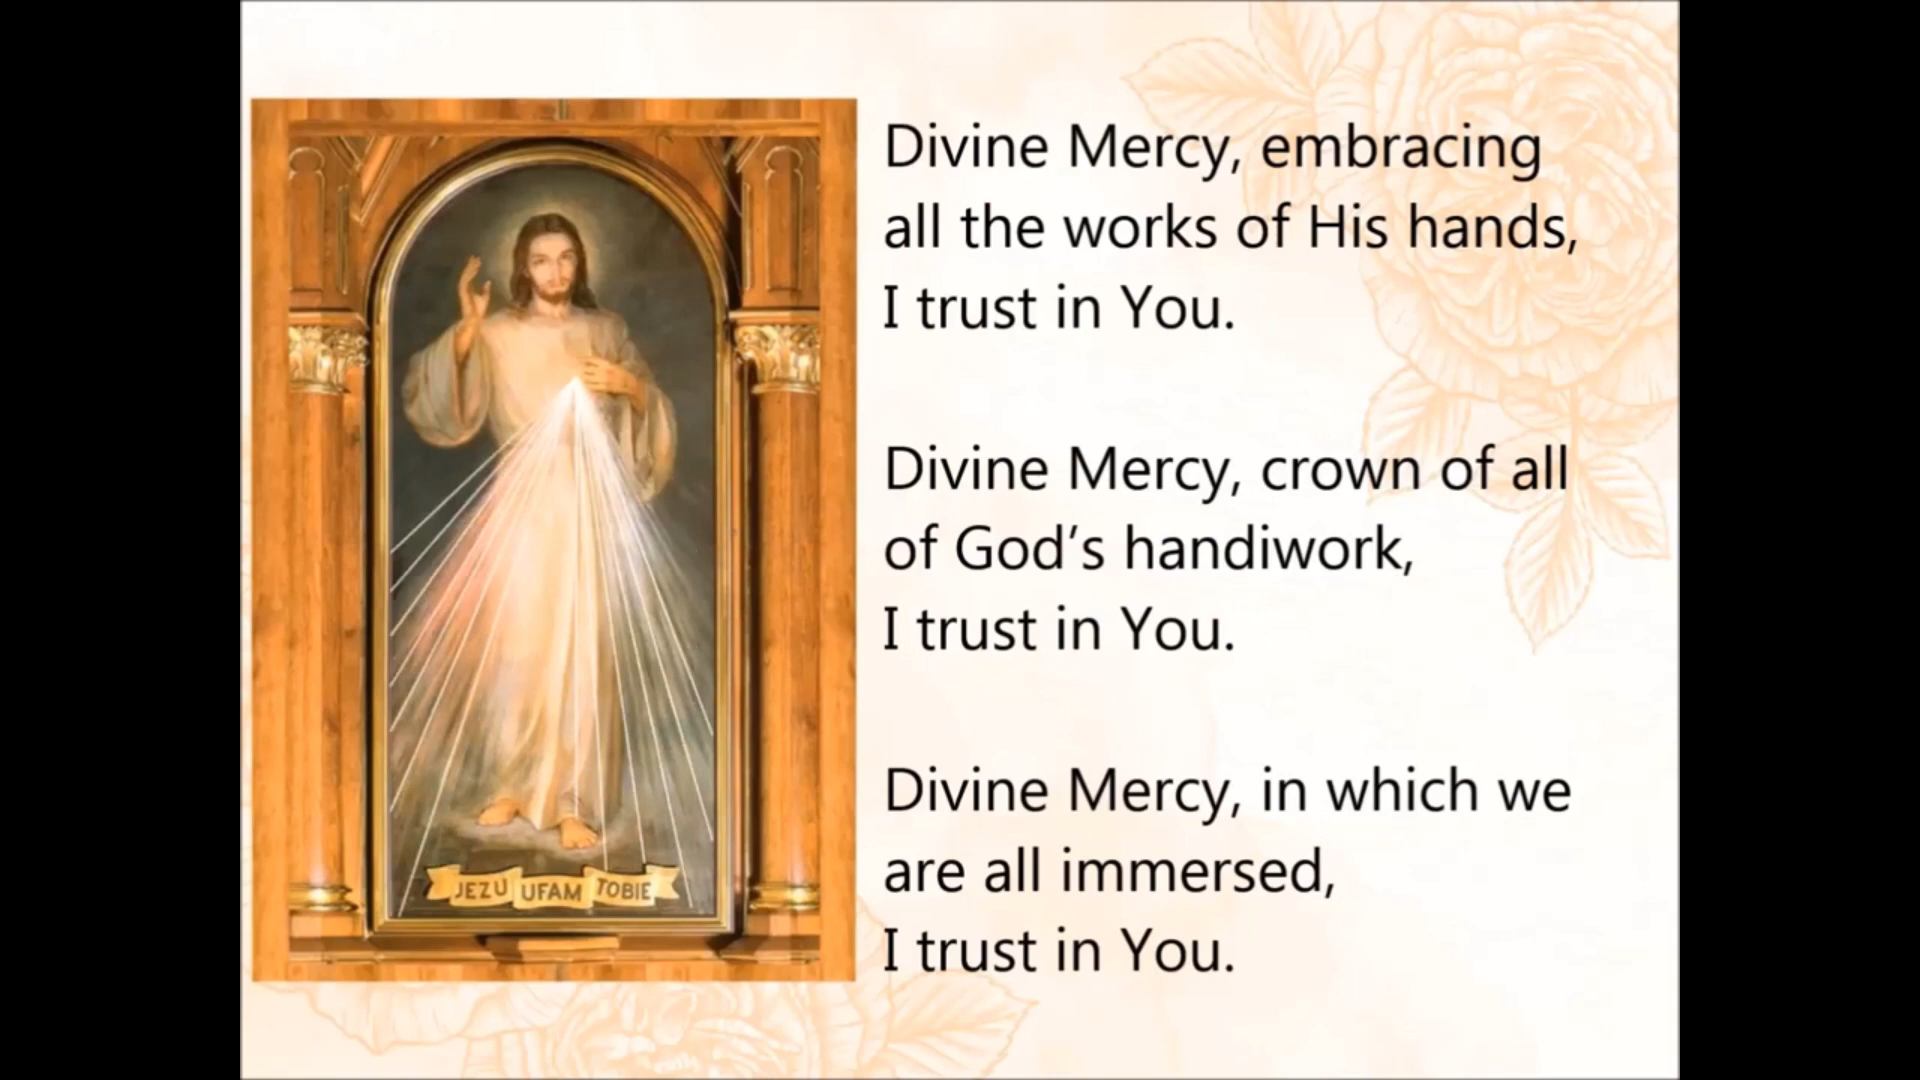 Divine Mercy, embracing
all the works of His hands,
I trust in You.
Divine Mercy, crown of all
of God’s handiwork,
I trust in You.
Divine Mercy, in which we
are all immersed,
I trust in You.
JEZU UFAM TOBIE